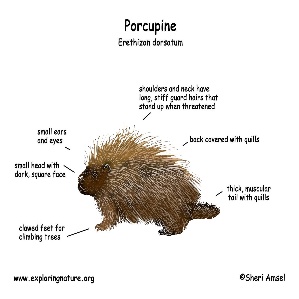 Porcupine
Erethizon dorsatum
shoulders and neck have
long, stiff guard hairs that
stand up when threatened
small ears
and eyes
back covered with quills
small head with
dark, square face
thick, muscular
tail with quills
clawed feet for
climbing trees
www.exploringnature.org
©Sheri Amsel